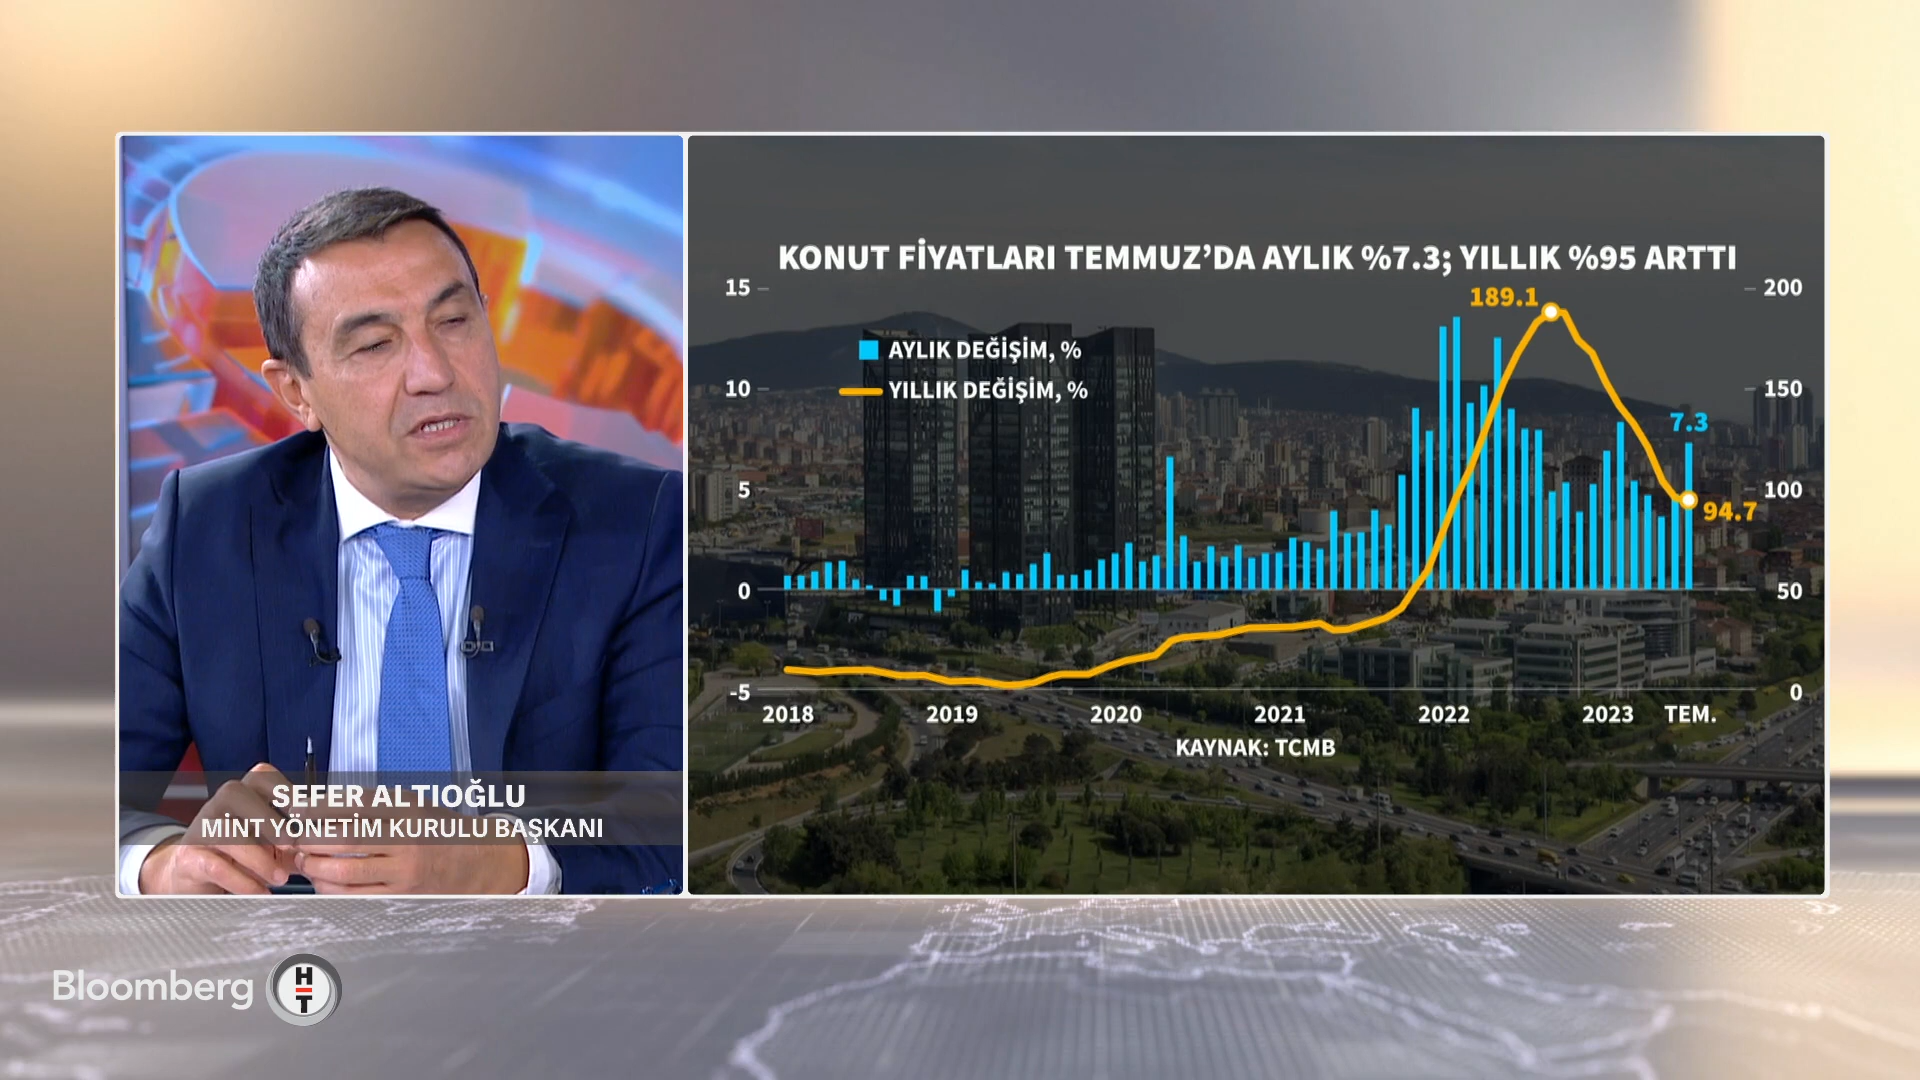 KONUT FİYATLARI TEMMUZ’DA AYLIK %7.3; YILLIK %95 ARTTI
15
200
189.1
AYLIK DEĞİŞİM, %
YILLIK DEĞİŞİM, %
10
150
7.3
5
100
94.7
0
50
-5
0
2018 2019 2020 2021 2022 2023 TEM.
KAYNAK: TCMB
SEFER ALTIOĞLU
MİNT YÖNETİM KURULU BAŞKANI
Bloomberg HT